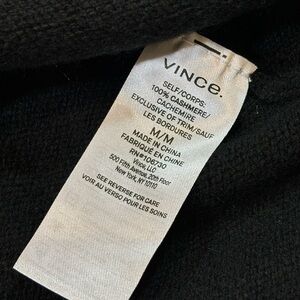 VINCE.
SELF/CORPS:
100% CASHMERE/
CACHEMIRE
EXCLUSIVE OF TRIM/SAUF
LES BORDURES
M/M
MADE IN CHINA
FABRIQUÉ EN CHINE
RN#106730
Vince, LLC
500 Fifth Avenue, 20th Floor
New York, NY 10110
SEE REVERSE FOR CARE
VOIR AU VERSO POUR LES SOINS